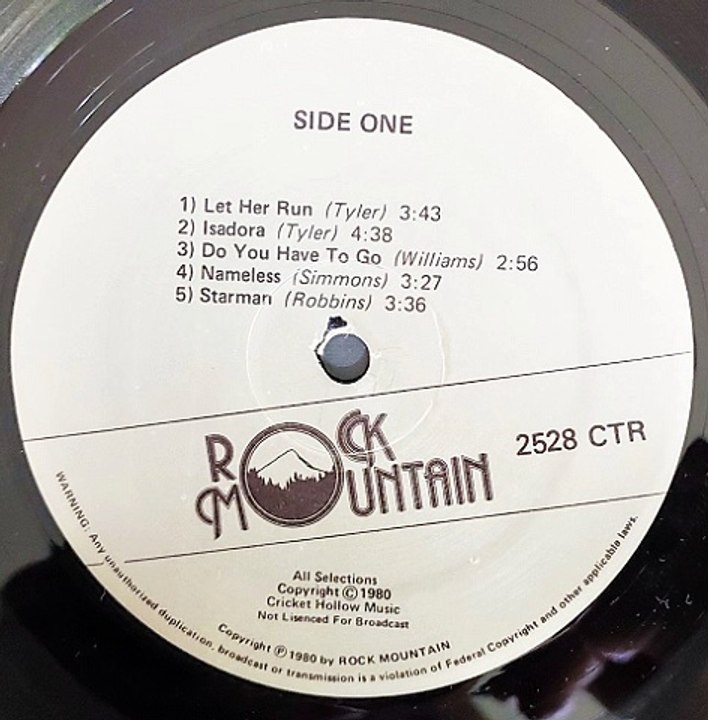 SIDE ONE
1) Let Her Run (Tyler) 3:43
2) Isadora (Tyler) 4:38
3) Do You Have To Go (Williams) 2:56
4) Nameless (Simmons) 3:27
5) Starman (Robbins) 3:36
ROCK
MOUNTAIN
2528 CTR
All Selections
Copyright © 1980
Cricket Hollow Music
Not Lisenced For Broadcast
Copyright ℗ 1980 by ROCK MOUNTAIN
WARNING: Any unauthorized duplication, broadcast or transmission is a violation of Federal Copyright and other applicable laws.